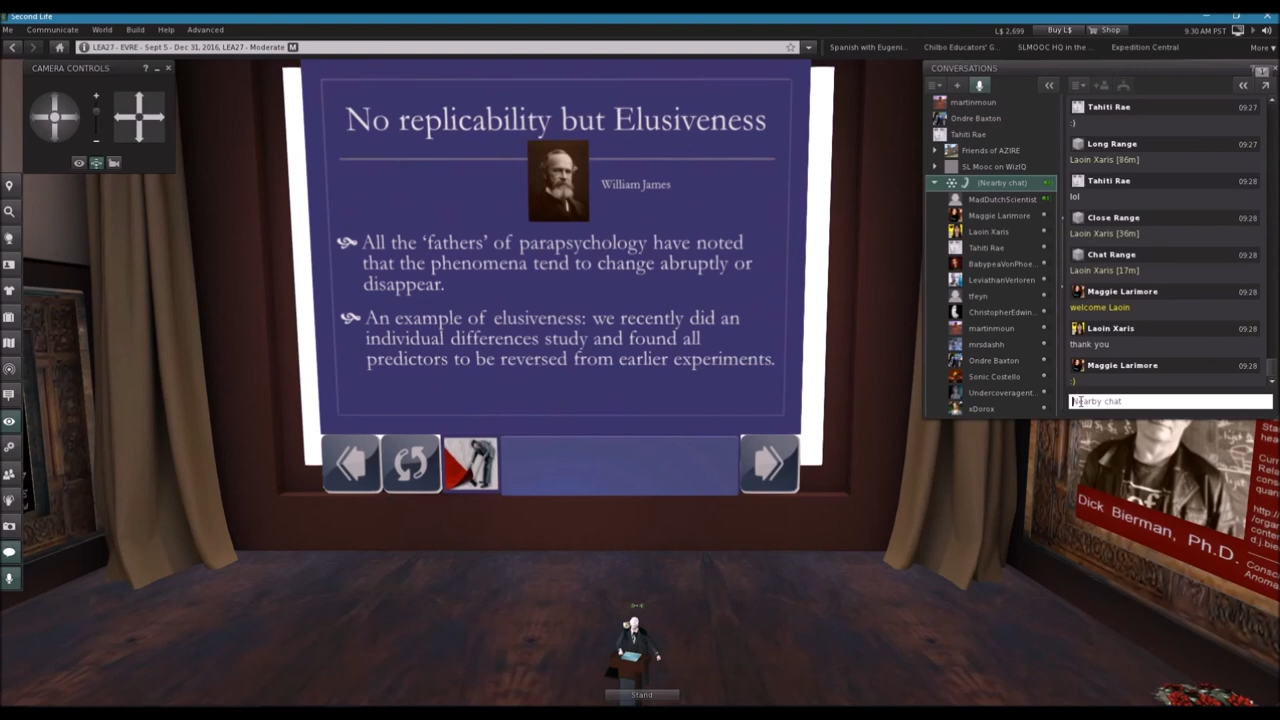 Second Life
Me Communicate World Build Help Advanced
L$ 2,699 Buy L$ Shop 9:30 AM PST
LEA27 - EVRE - Sept 5 - Dec 31, 2016, LEA27 - Moderate M
Spanish with Eugeni... Chilbo Educators' G... SLMOOC HQ in the ... Expedition Central More ▼
CAMERA CONTROLS ? _ ×
No replicability but Elusiveness
William James
All the ‘fathers’ of parapsychology have noted
that the phenomena tend to change abruptly or
disappear.
An example of elusiveness: we recently did an
individual differences study and found all
predictors to be reversed from earlier experiments.
CONVERSATIONS
martinmoun
Ondre Baxton
Tahiti Rae
Friends of AZIRE
SL Mooc on WizIQ
(Nearby chat)
MadDutchScientist
Maggie Larimore
Laoin Xaris
Tahiti Rae
BabypeaVonPhoe...
LeviathanVerloren
tfeyn
ChristopherEdwin...
martinmoun
mrsdashh
Ondre Baxton
Sonic Costello
Undercoveragent...
xDorox
Tahiti Rae 09:27
:)
Long Range 09:27
Laoin Xaris [86m]
Tahiti Rae 09:28
lol
Close Range 09:28
Laoin Xaris [36m]
Chat Range 09:28
Laoin Xaris [17m]
Maggie Larimore 09:28
welcome Laoin
Laoin Xaris 09:28
thank you
Maggie Larimore 09:28
:)
Nearby chat
Dick Bierman, Ph.D.
Stand